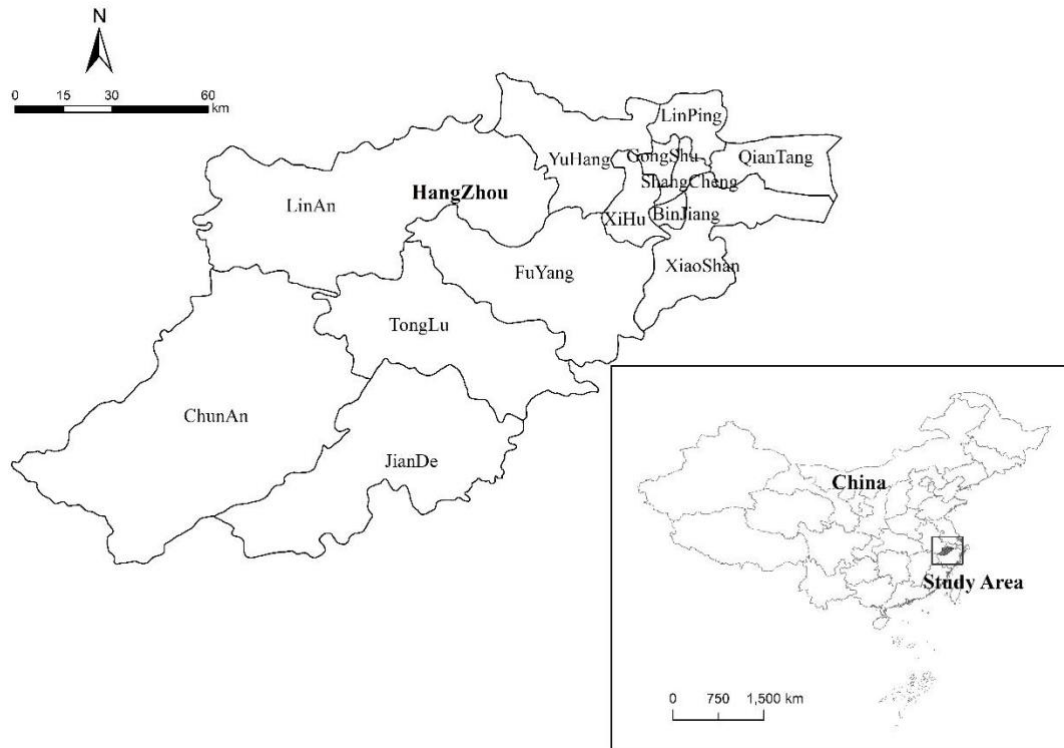 N
0 15 30 60
km
LinPing
YuHang
GongShu
QianTang
ShangCheng
HangZhou
LinAn
XiHu
BinJiang
FuYang
XiaoShan
TongLu
ChunAn
JianDe
China
Study Area
0 750 1,500 km